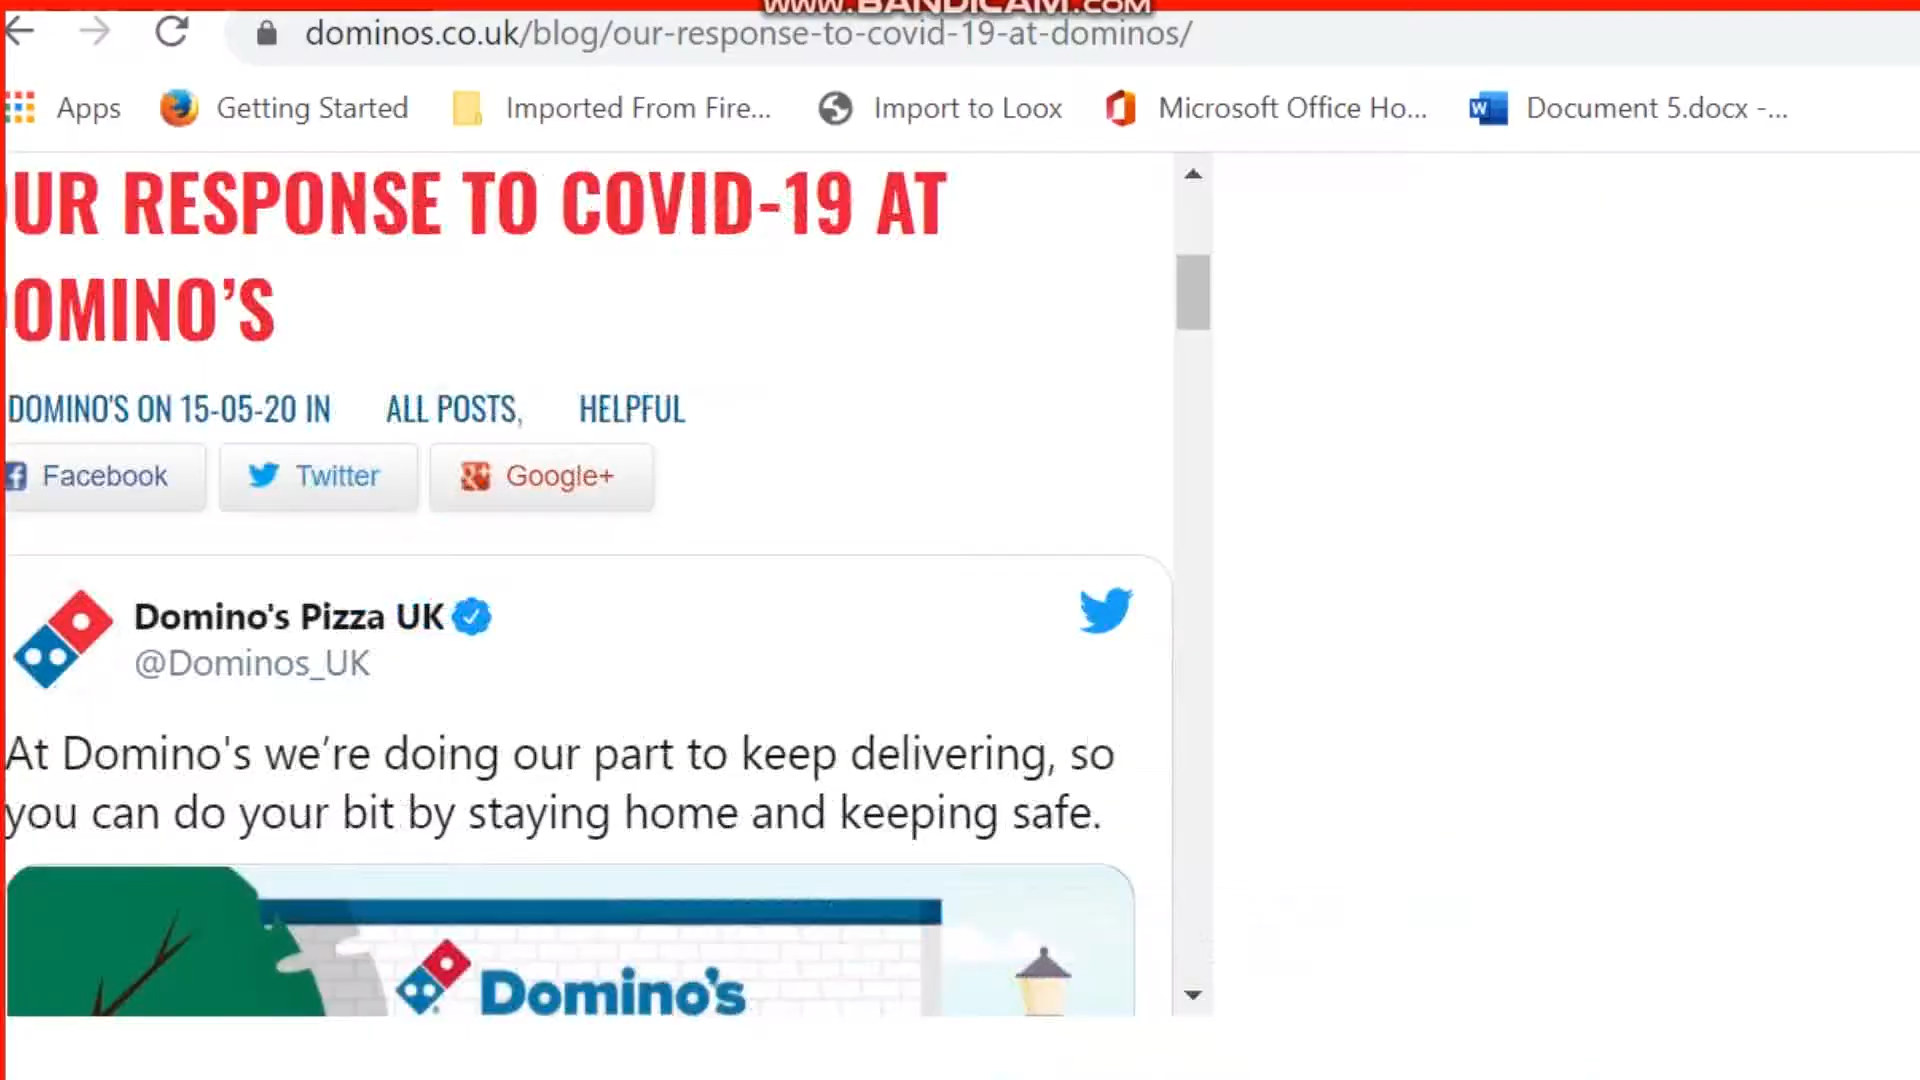 WWW.BANDICAM.COM
dominos.co.uk/blog/our-response-to-covid-19-at-dominos/
Apps Getting Started Imported From Fire... Import to Loox Microsoft Office Ho... Document 5.docx -...
UR RESPONSE TO COVID-19 AT
OMINO’S
DOMINO'S ON 15-05-20 IN ALL POSTS, HELPFUL
Facebook Twitter Google+
Domino's Pizza UK
@Dominos_UK
At Domino's we’re doing our part to keep delivering, so
you can do your bit by staying home and keeping safe.
Domino's